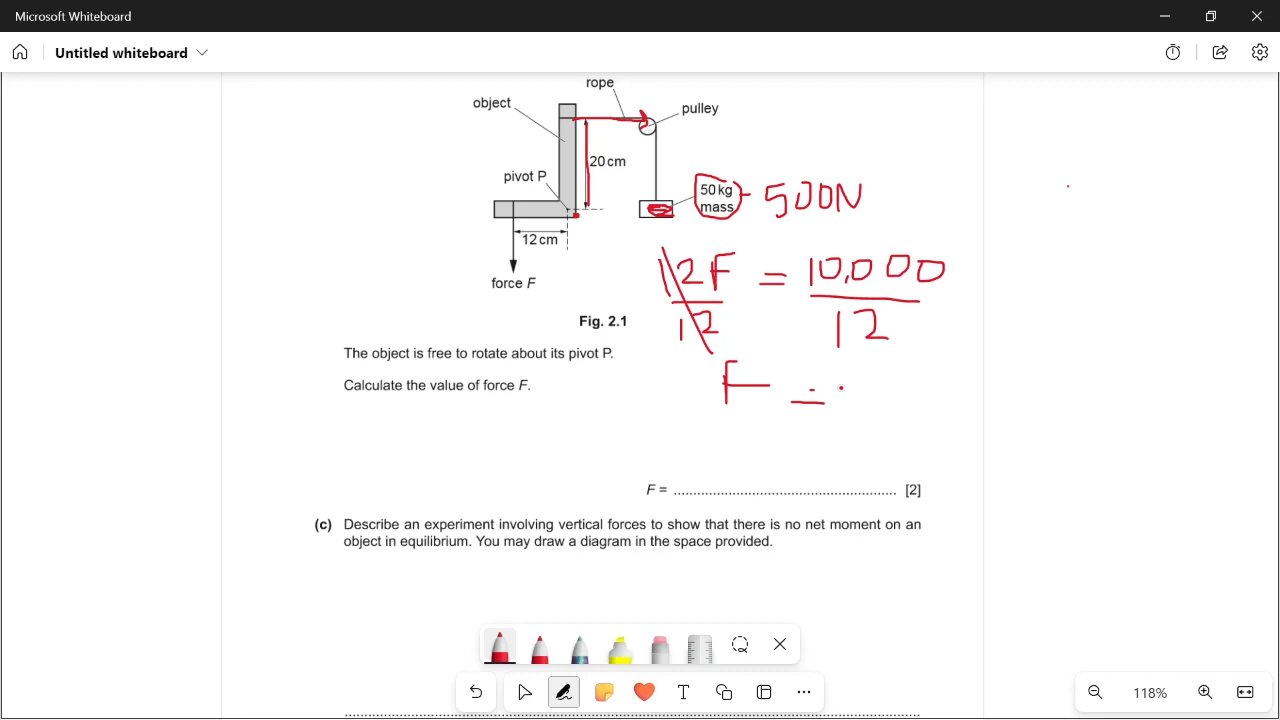 Microsoft Whiteboard
Untitled whiteboard
rope
object
pulley
20 cm
pivot P
50 kg
mass
- 500N
12 cm
force F
12F = 10,000
12 12
Fig. 2.1
The object is free to rotate about its pivot P.
Calculate the value of force F.
F =
F = ........................................................ [2]
(c) Describe an experiment involving vertical forces to show that there is no net moment on an
object in equilibrium. You may draw a diagram in the space provided.
118%